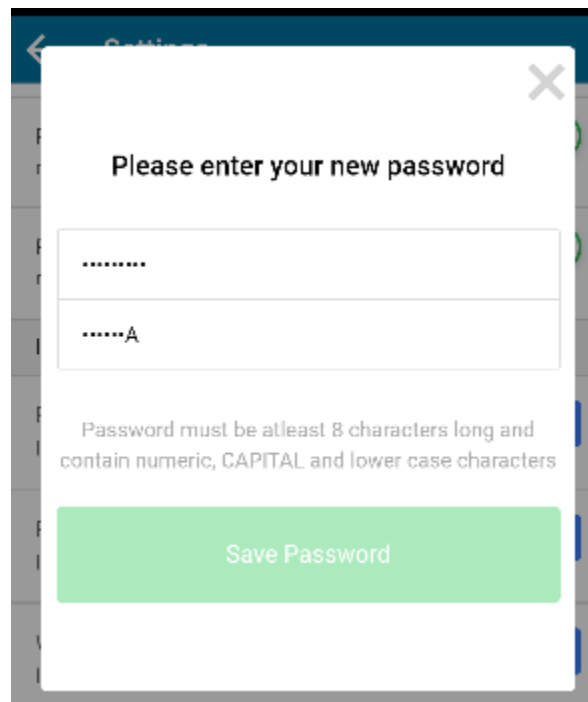 Settings
Please enter your new password
·········
······A
Password must be atleast 8 characters long and
contain numeric, CAPITAL and lower case characters
Save Password